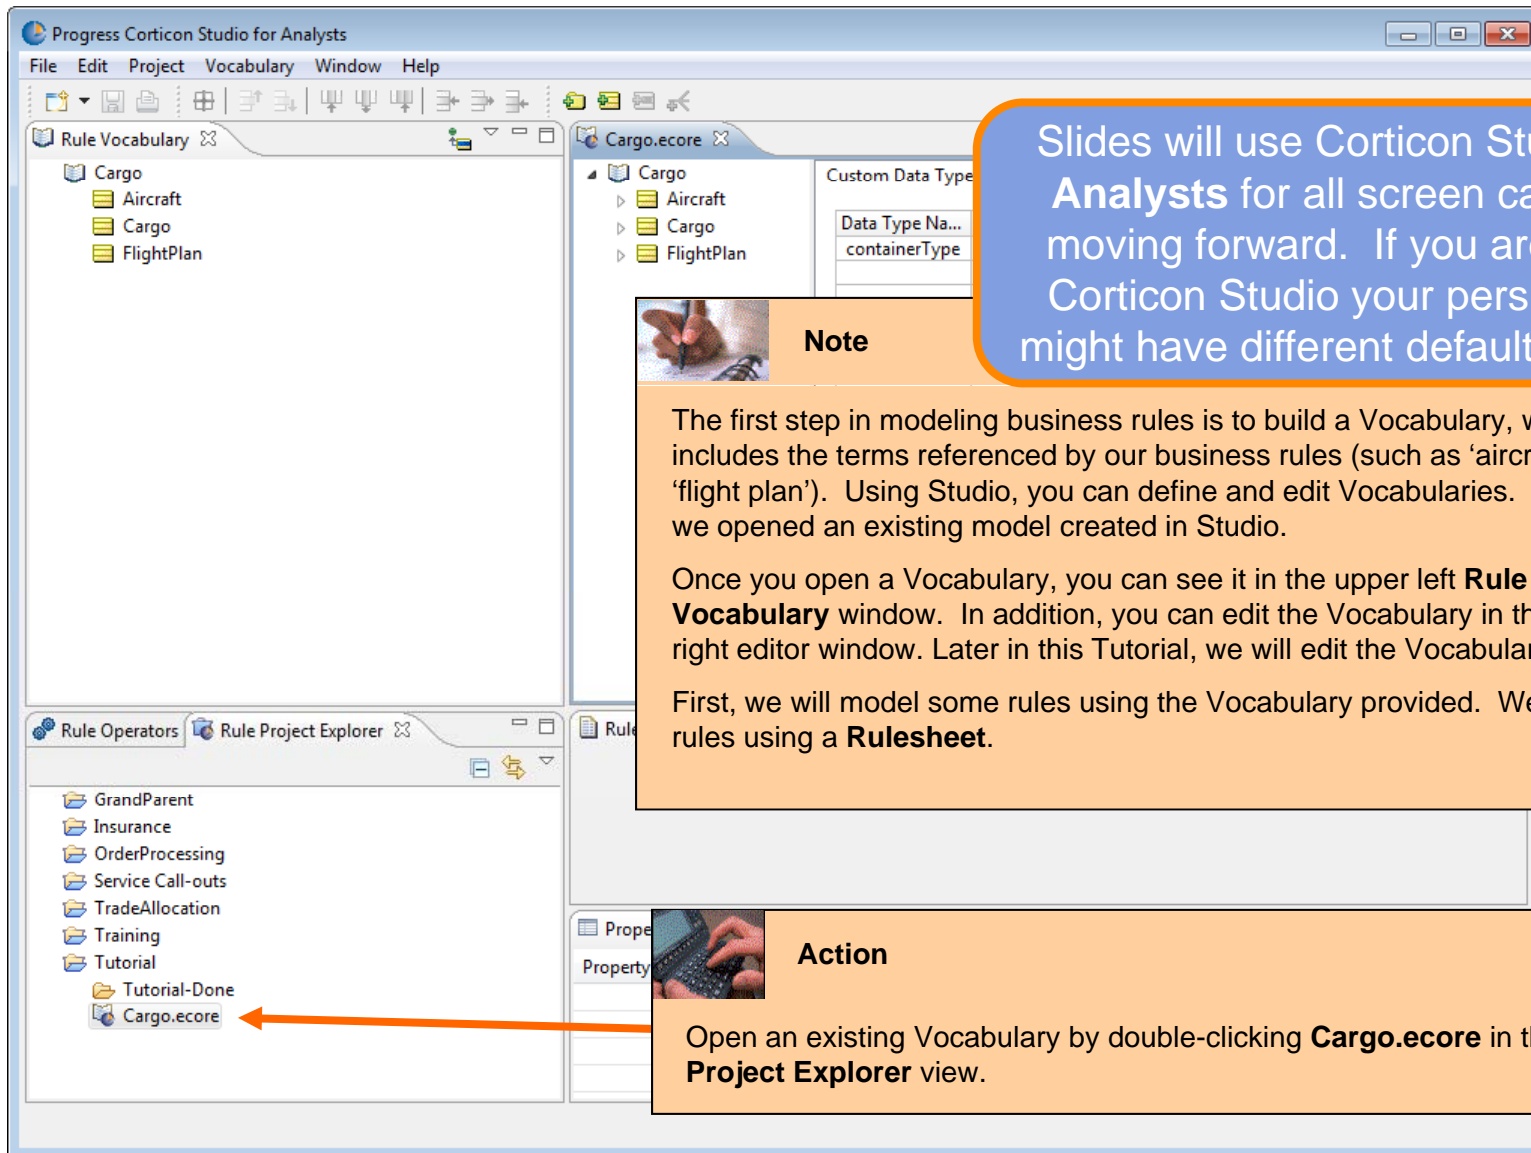 Progress Corticon Studio for Analysts
File Edit Project Vocabulary Window Help
Rule Vocabulary
Cargo
Aircraft
Cargo
FlightPlan
Cargo.ecore
Cargo
Aircraft
Cargo
FlightPlan
Custom Data Type
Data Type Na...
containerType
Slides will use Corticon Stu
Analysts for all screen ca
moving forward. If you are
Corticon Studio your pers
might have different default
Note
The first step in modeling business rules is to build a Vocabulary, w
includes the terms referenced by our business rules (such as ‘aircr
‘flight plan’). Using Studio, you can define and edit Vocabularies.
we opened an existing model created in Studio.
Once you open a Vocabulary, you can see it in the upper left Rule
Vocabulary window. In addition, you can edit the Vocabulary in th
right editor window. Later in this Tutorial, we will edit the Vocabular
First, we will model some rules using the Vocabulary provided. We
rules using a Rulesheet.
Rule Operators
Rule Project Explorer
GrandParent
Insurance
OrderProcessing
Service Call-outs
TradeAllocation
Training
Tutorial
Tutorial-Done
Cargo.ecore
Rule
Prope
Property
Action
Open an existing Vocabulary by double-clicking Cargo.ecore in th
Project Explorer view.